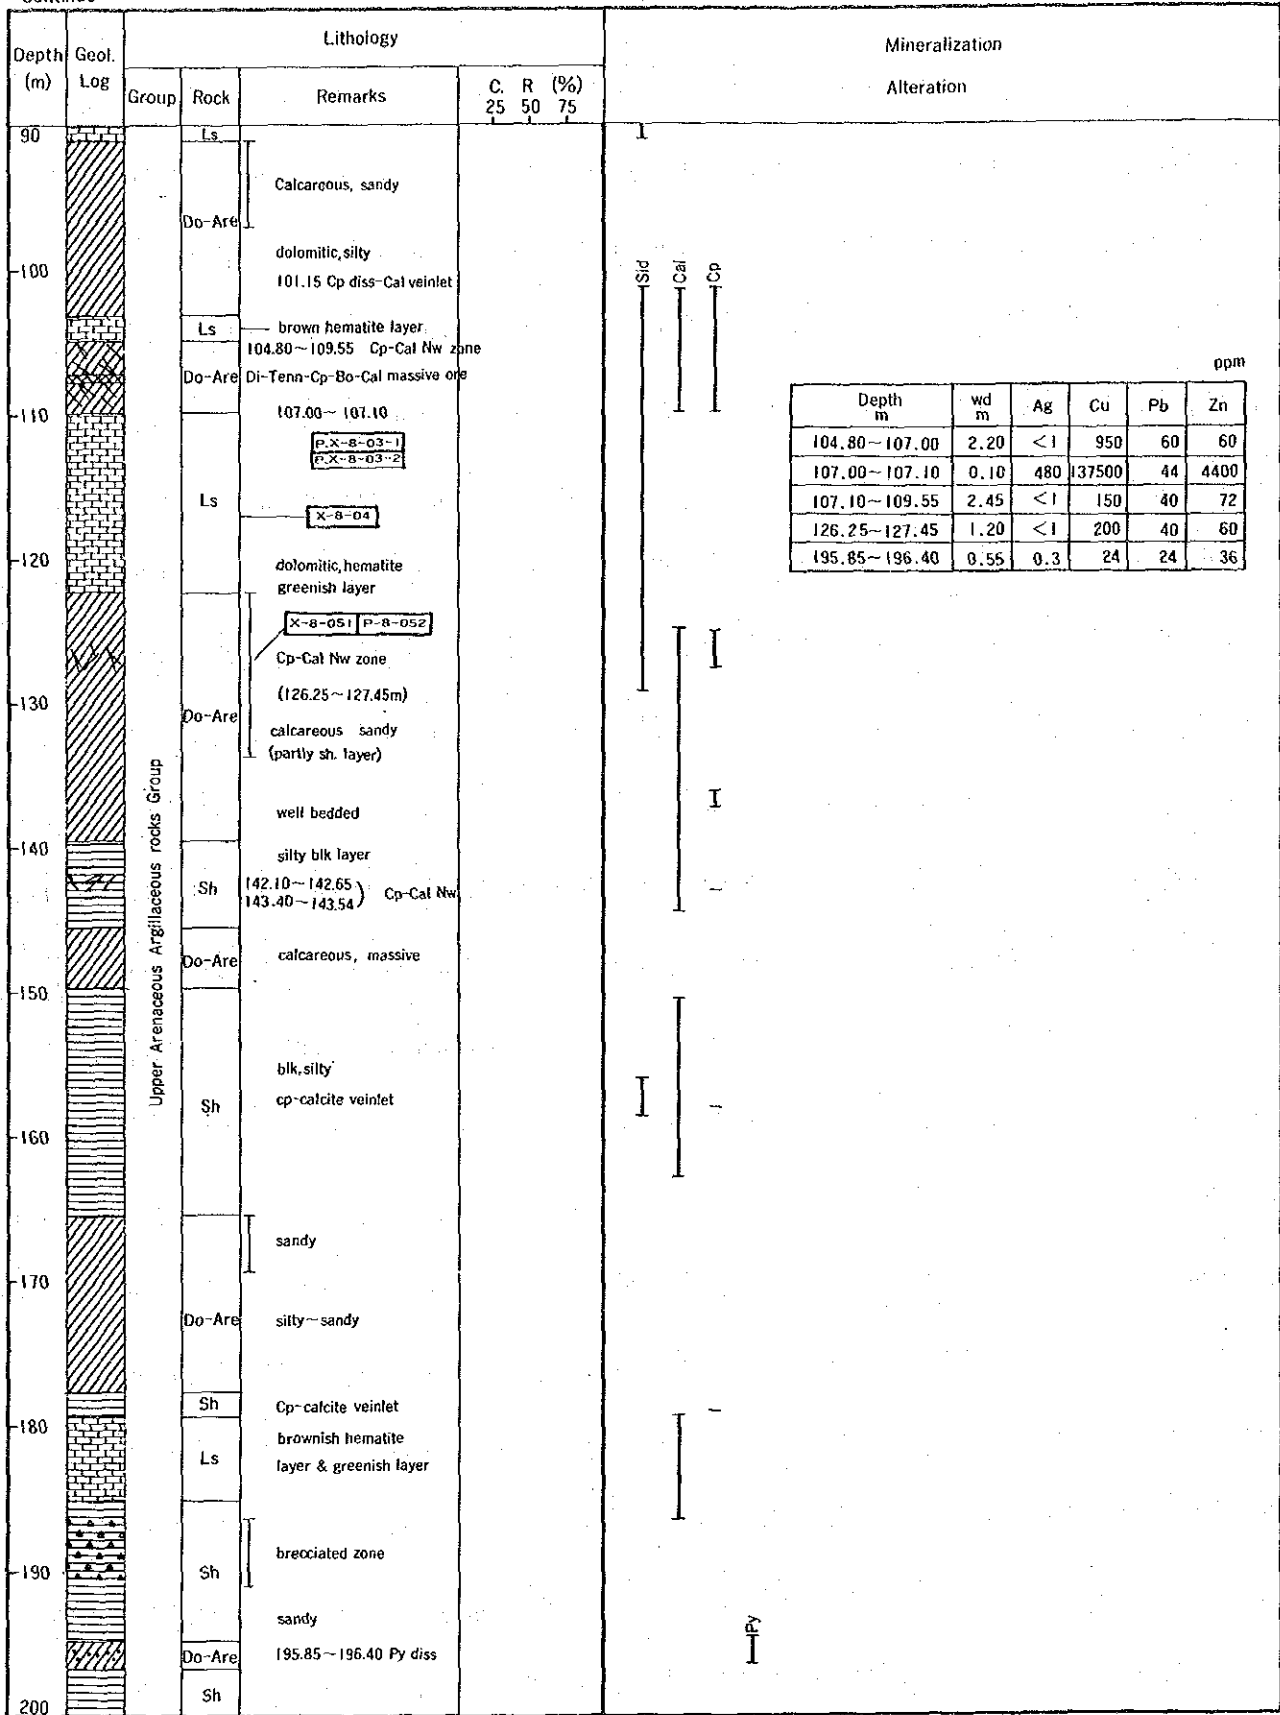 Continue
Depth (m)
Geol. Log
Lithology
Group
Rock
Remarks
C. R (%)
25 50 75
Mineralization
Alteration
90
Ls
Calcareous, sandy
Do-Are
dolomitic, silty
100
101.15 Cp diss-Cal veinlet
Sid
Cal
Cp
Ls
brown hematite layer
104.80~109.55 Cp-Cal Nw zone
Do-Are
Di-Tenn-Cp-Bo-Cal massive ore
110
107.00~107.10
P.X-8-03-1
P.X-8-03-2
Ls
X-8-04
120
dolomitic, hematite
greenish layer
X-8-051 P-8-052
Cp-Cal Nw zone
(126.25~127.45m)
130
Do-Are
calcareous sandy
(partly sh. layer)
well bedded
140
silty blk layer
Sh
142.10~142.65
143.40~143.54) Cp-Cal Nw
Do-Are
calcareous, massive
150
Upper Arenaceous Argillaceous rocks Group
blk, silty
Sh
cp-calcite veinlet
160
sandy
170
Do-Are
silty~sandy
Sh
Cp-calcite veinlet
180
brownish hematite
Ls
layer & greenish layer
brecciated zone
190
Sh
sandy
Py
Do-Are
195.85~196.40 Py diss
Sh
200
ppm
Depth m wd m Ag Cu Pb Zn
104.80~107.00 2.20 <1 950 60 60
107.00~107.10 0.10 480 137500 44 4400
107.10~109.55 2.45 <1 150 40 72
126.25~127.45 1.20 <1 200 40 60
195.85~196.40 0.55 0.3 24 24 36